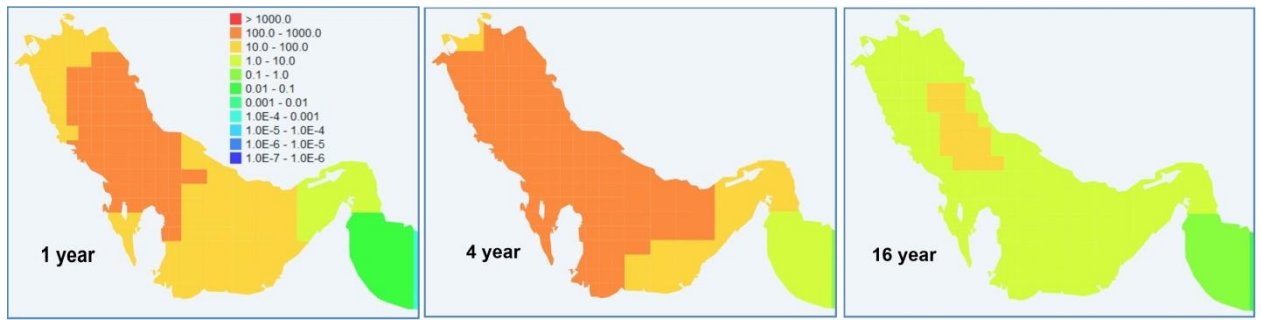 > 1000.0
100.0 - 1000.0
10.0 - 100.0
1.0 - 10.0
0.1 - 1.0
0.01 - 0.1
0.001 - 0.01
1.0E-4 - 0.001
1.0E-5 - 1.0E-4
1.0E-6 - 1.0E-5
1.0E-7 - 1.0E-6
1 year
4 year
16 year